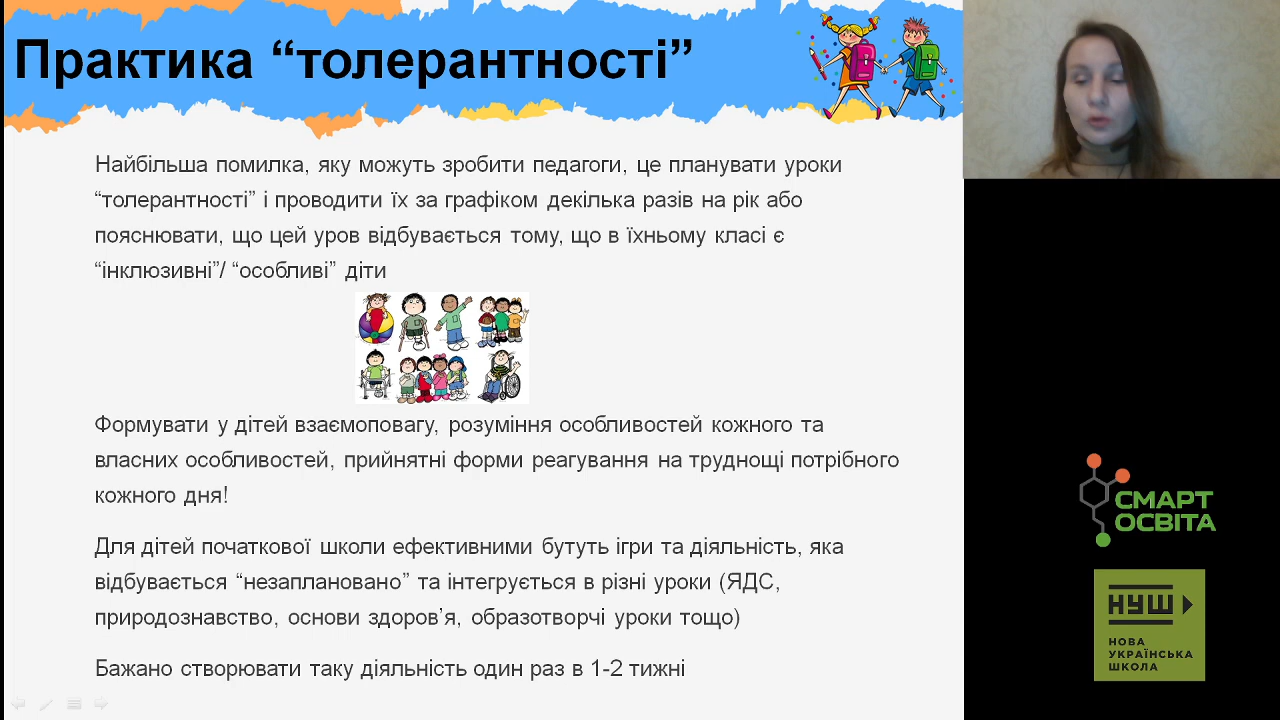 Практика “толерантності”
Найбільша помилка, яку можуть зробити педагоги, це планувати уроки
“толерантності” і проводити їх за графіком декілька разів на рік або
пояснювати, що цей уров відбувається тому, що в їхньому класі є
“інклюзивні”/ “особливі” діти
Формувати у дітей взаємоповагу, розуміння особливостей кожного та
власних особливостей, прийнятні форми реагування на труднощі потрібного
кожного дня!
Для дітей початкової школи ефективними бутуть ігри та діяльність, яка
відбувається “незаплановано” та інтегрується в різні уроки (ЯДС,
природознавство, основи здоров’я, образотворчі уроки тощо)
Бажано створювати таку діяльність один раз в 1-2 тижні
СМАРТ
ОСВІТА
НУШ
НОВА
УКРАЇНСЬКА
ШКОЛА